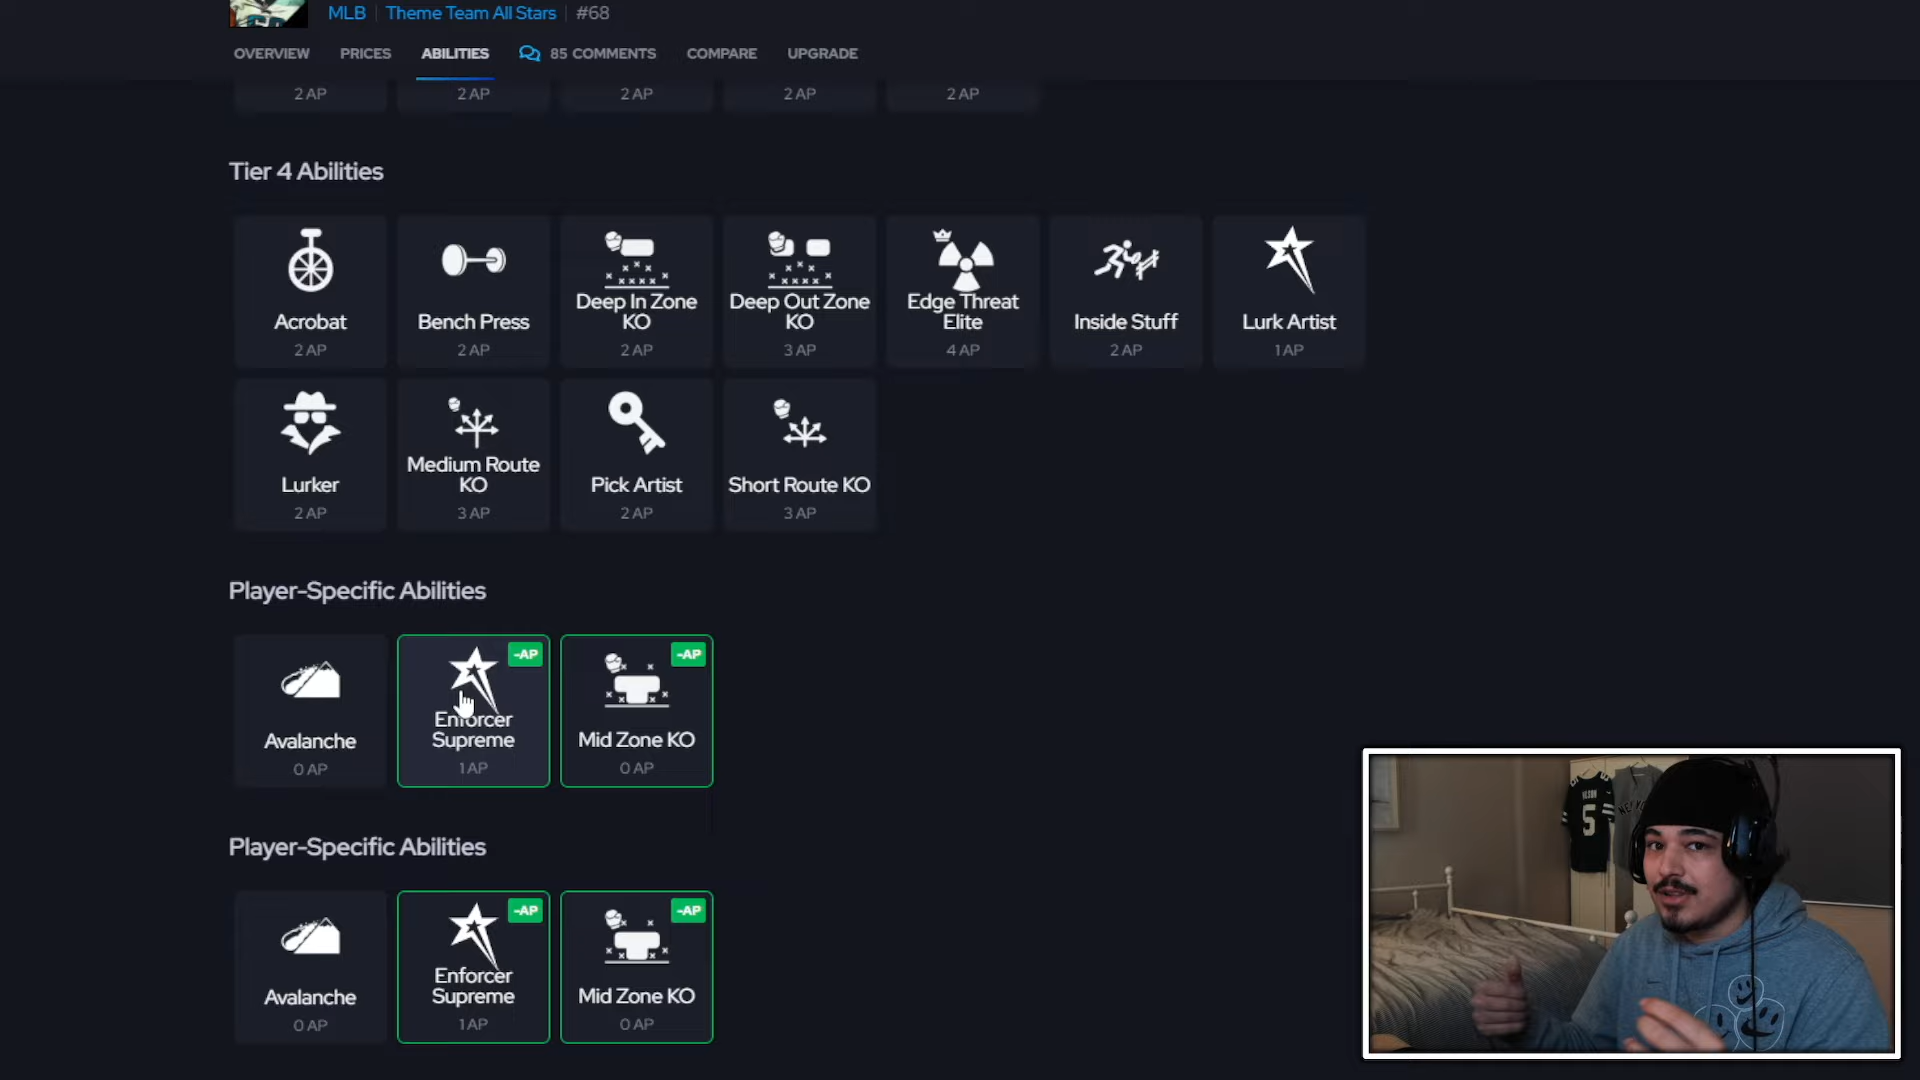 MLB Theme Team All Stars #68
OVERVIEW PRICES ABILITIES 85 COMMENTS COMPARE UPGRADE
2 AP 2 AP 2 AP 2 AP 2 AP
Tier 4 Abilities
Acrobat
2 AP
Bench Press
2 AP
Deep In Zone
KO
2 AP
Deep Out Zone
KO
3 AP
Edge Threat
Elite
4 AP
Inside Stuff
2 AP
Lurk Artist
1 AP
Lurker
2 AP
Medium Route
KO
3 AP
Pick Artist
2 AP
Short Route KO
3 AP
Player-Specific Abilities
Avalanche
0 AP
-AP
Enforcer
Supreme
1 AP
-AP
Mid Zone KO
0 AP
Player-Specific Abilities
Avalanche
0 AP
-AP
Enforcer
Supreme
1 AP
-AP
Mid Zone KO
0 AP
5